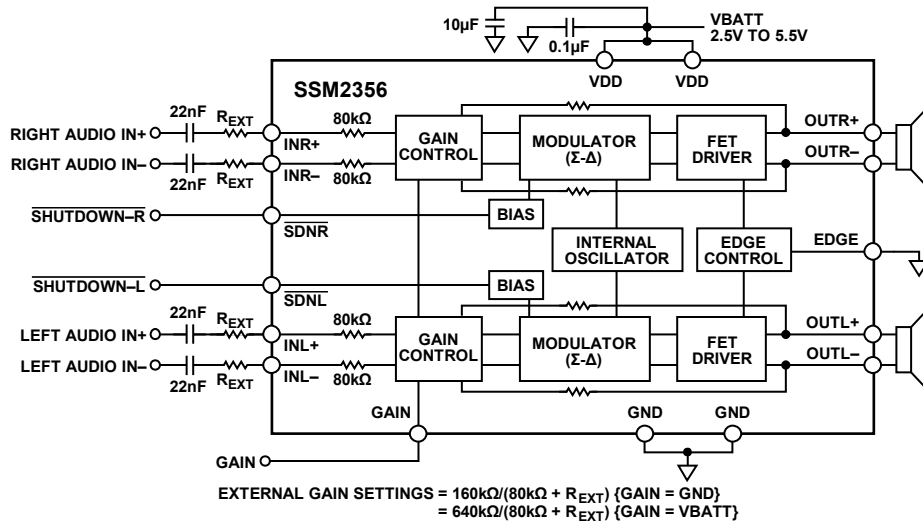 10µF
0.1µF
VBATT
2.5V TO 5.5V
VDD
VDD
SSM2356
22nF
REXT
RIGHT AUDIO IN+
INR+
80kΩ
GAIN
CONTROL
MODULATOR
(Σ-Δ)
FET
DRIVER
OUTR+
RIGHT AUDIO IN–
22nF
REXT
INR–
80kΩ
OUTR–
SHUTDOWN–R
SDNR
BIAS
INTERNAL
OSCILLATOR
EDGE
CONTROL
EDGE
SHUTDOWN–L
SDNL
BIAS
22nF
REXT
LEFT AUDIO IN+
INL+
80kΩ
GAIN
CONTROL
MODULATOR
(Σ-Δ)
FET
DRIVER
OUTL+
LEFT AUDIO IN–
22nF
REXT
INL–
80kΩ
OUTL–
GAIN
GND
GND
GAIN
EXTERNAL GAIN SETTINGS = 160kΩ/(80kΩ + REXT) {GAIN = GND}
= 640kΩ/(80kΩ + REXT) {GAIN = VBATT}